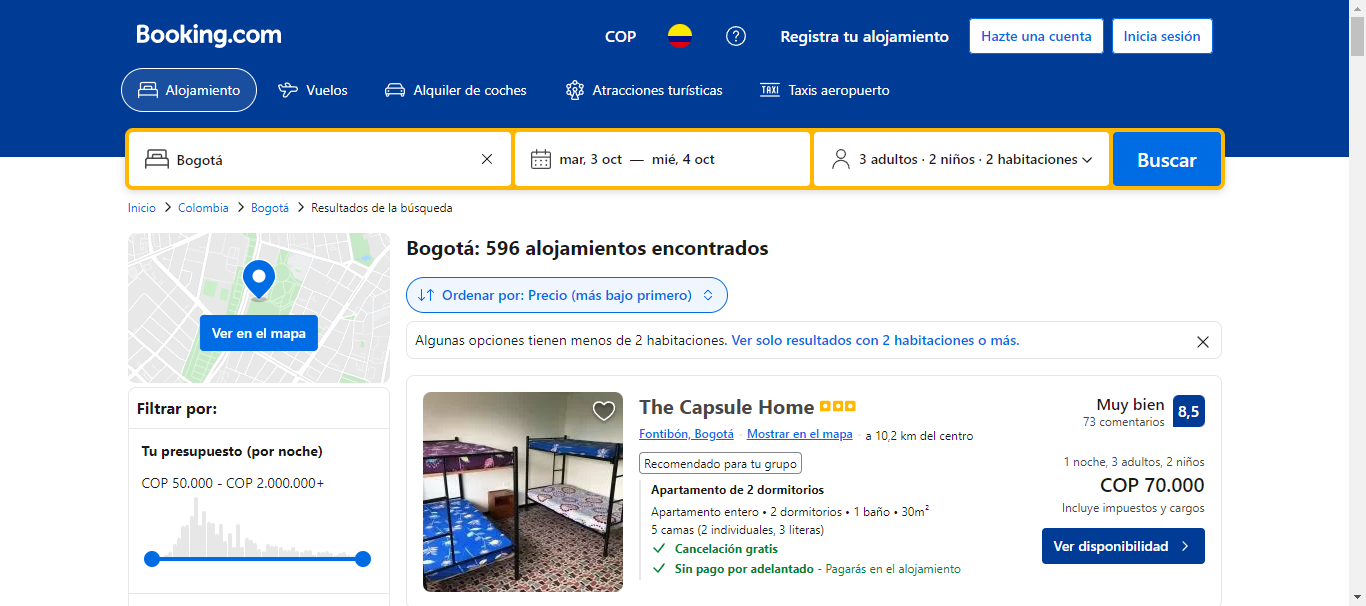 Booking.com
COP
Registra tu alojamiento
Hazte una cuenta
Inicia sesión
Alojamiento
Vuelos
Alquiler de coches
Atracciones turísticas
TAXI
Taxis aeropuerto
Bogotá
mar, 3 oct — mié, 4 oct
3 adultos · 2 niños · 2 habitaciones
Buscar
Inicio > Colombia > Bogotá > Resultados de la búsqueda
Ver en el mapa
Filtrar por:
Tu presupuesto (por noche)
COP 50.000 - COP 2.000.000+
Bogotá: 596 alojamientos encontrados
Ordenar por: Precio (más bajo primero)
Algunas opciones tienen menos de 2 habitaciones. Ver solo resultados con 2 habitaciones o más.
The Capsule Home
Fontibón, Bogotá · Mostrar en el mapa · a 10,2 km del centro
Recomendado para tu grupo
Apartamento de 2 dormitorios
Apartamento entero • 2 dormitorios • 1 baño • 30m²
5 camas (2 individuales, 3 literas)
Cancelación gratis
Sin pago por adelantado - Pagarás en el alojamiento
Muy bien
73 comentarios
8,5
1 noche, 3 adultos, 2 niños
COP 70.000
Incluye impuestos y cargos
Ver disponibilidad